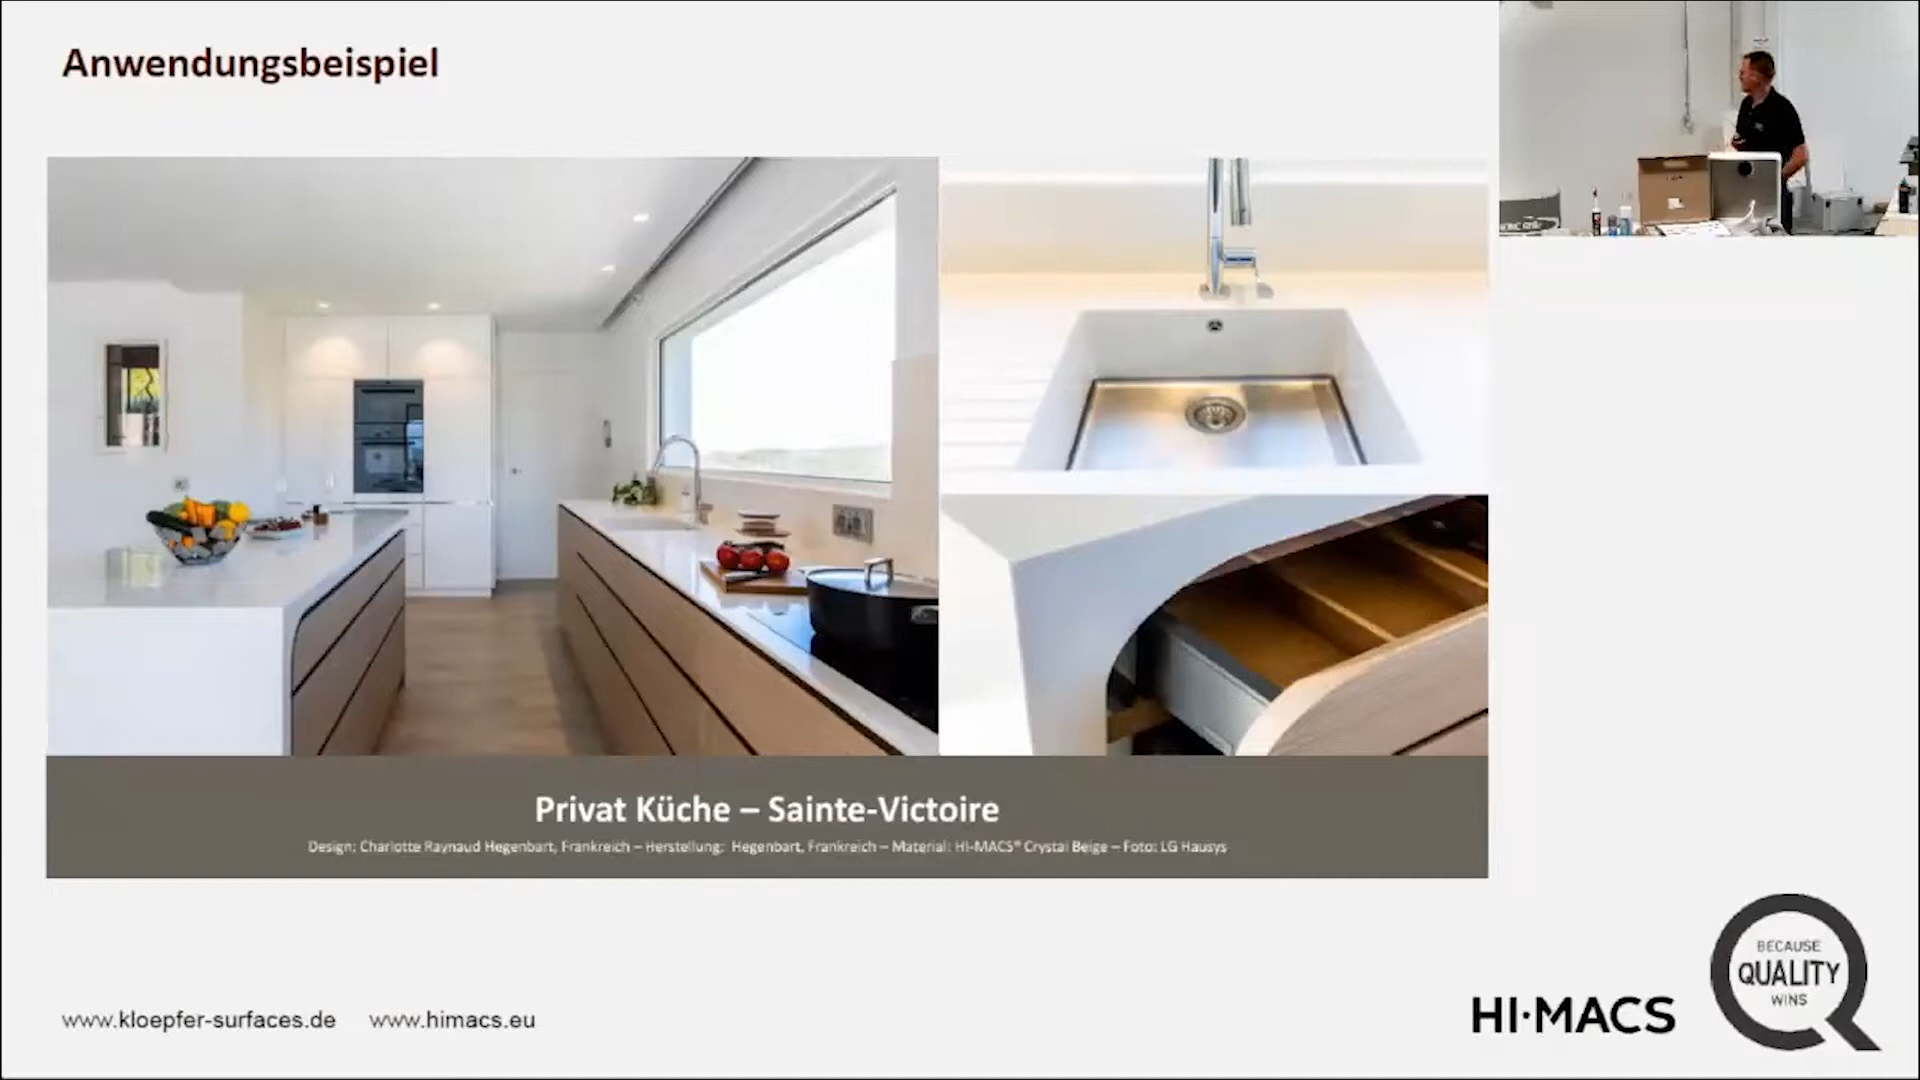 Anwendungsbeispiel
Privat Küche – Sainte-Victoire
Design: Charlotte Raynaud Hegenbart, Frankreich – Herstellung: Hegenbart, Frankreich – Material: HI-MACS® Crystal Beige – Foto: LG Hausys
www.kloepfer-surfaces.de www.himacs.eu
HI·MACS
BECAUSE
QUALITY
WINS